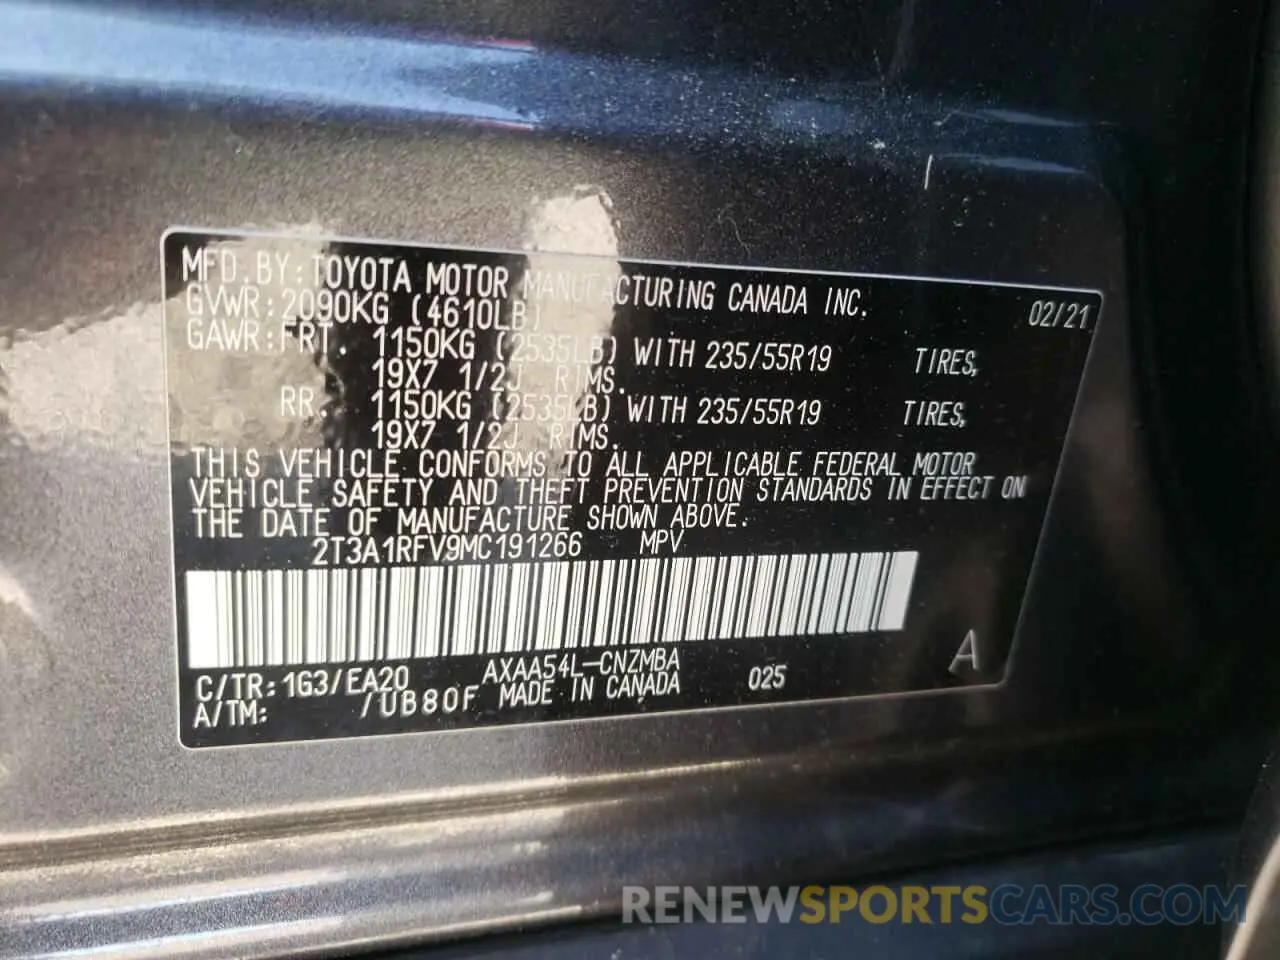 MFD.BY:TOYOTA MOTOR MANUFACTURING CANADA INC.
GVWR:2090KG (4610LB) 02/21
GAWR:FRT. 1150KG (2535LB) WITH 235/55R19 TIRES,
19X7 1/2J RIMS.
RR. 1150KG (2535LB) WITH 235/55R19 TIRES,
19X7 1/2J RIMS.
THIS VEHICLE CONFORMS TO ALL APPLICABLE FEDERAL MOTOR
VEHICLE SAFETY AND THEFT PREVENTION STANDARDS IN EFFECT ON
THE DATE OF MANUFACTURE SHOWN ABOVE.
2T3A1RFV9MC191266 MPV
A
C/TR:1G3/EA20 AXAA54L-CNZMBA
A/TM: /UB80F MADE IN CANADA 025
RENEWSPORTSCARS.COM